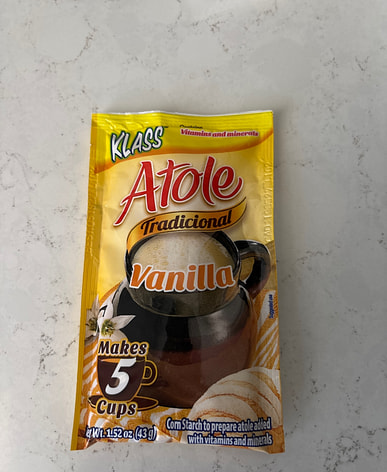 KLASS
Contains
Vitamins and minerals
Atole
Tradicional
Vanilla
Makes
5
Cups
Corn Starch to prepare atole added
with vitamins and minerals
Wt. 1.52 oz (43 g)